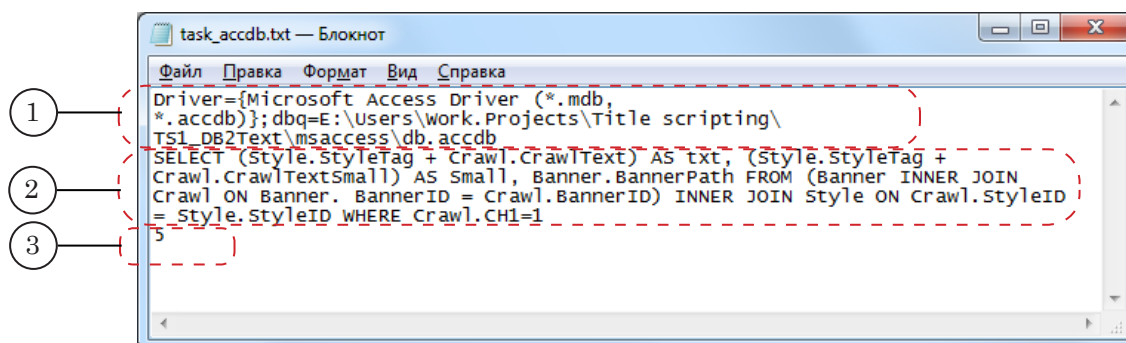 task_accdb.txt — Блокнот
Файл Правка Формат Вид Справка
1
Driver={Microsoft Access Driver (*.mdb,
*.accdb)};dbq=E:\Users\Work.Projects\Title scripting\
TS1_DB2Text\msaccess\db.accdb
SELECT (Style.StyleTag + Crawl.CrawlText) AS txt, (Style.StyleTag +
Crawl.CrawlTextSmall) AS Small, Banner.BannerPath FROM (Banner INNER JOIN
2
Crawl ON Banner. BannerID = Crawl.BannerID) INNER JOIN Style ON Crawl.StyleID
= Style.StyleID WHERE Crawl.CH1=1
3
5